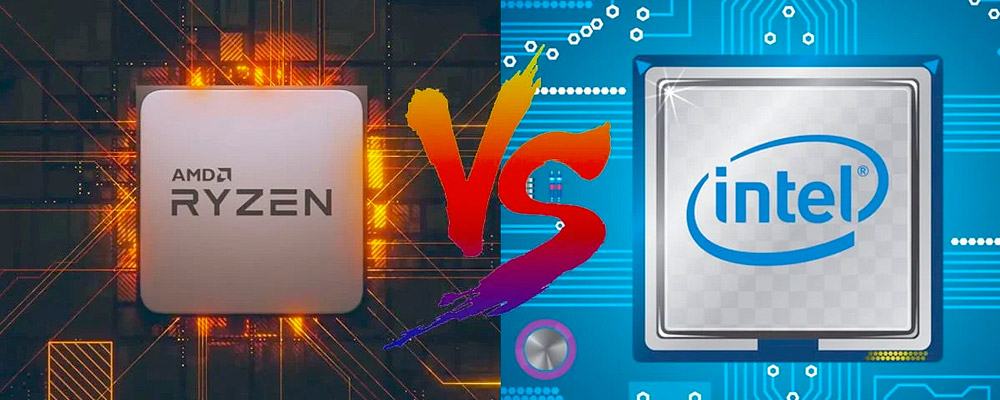 AMD
RYZEN
VS
intel®